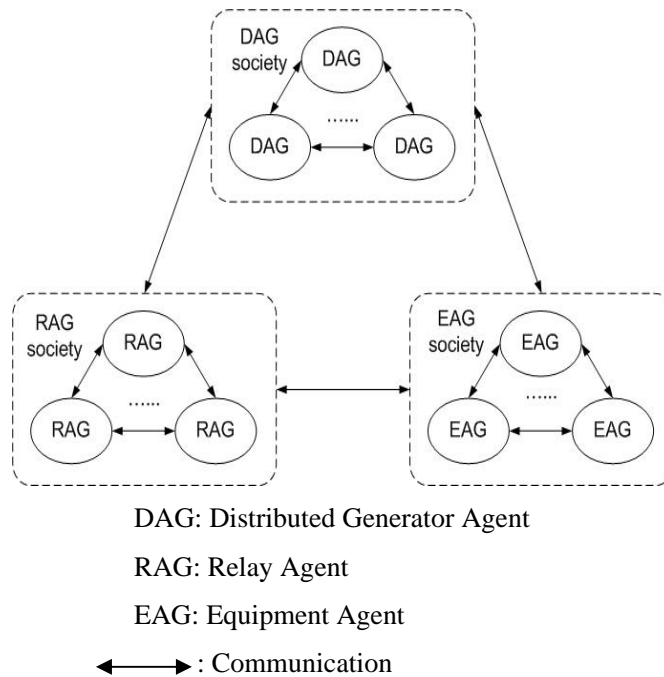 DAG
society
DAG
......
DAG
DAG
RAG
society
RAG
......
RAG
RAG
EAG
society
EAG
......
EAG
EAG
DAG: Distributed Generator Agent
RAG: Relay Agent
EAG: Equipment Agent
: Communication